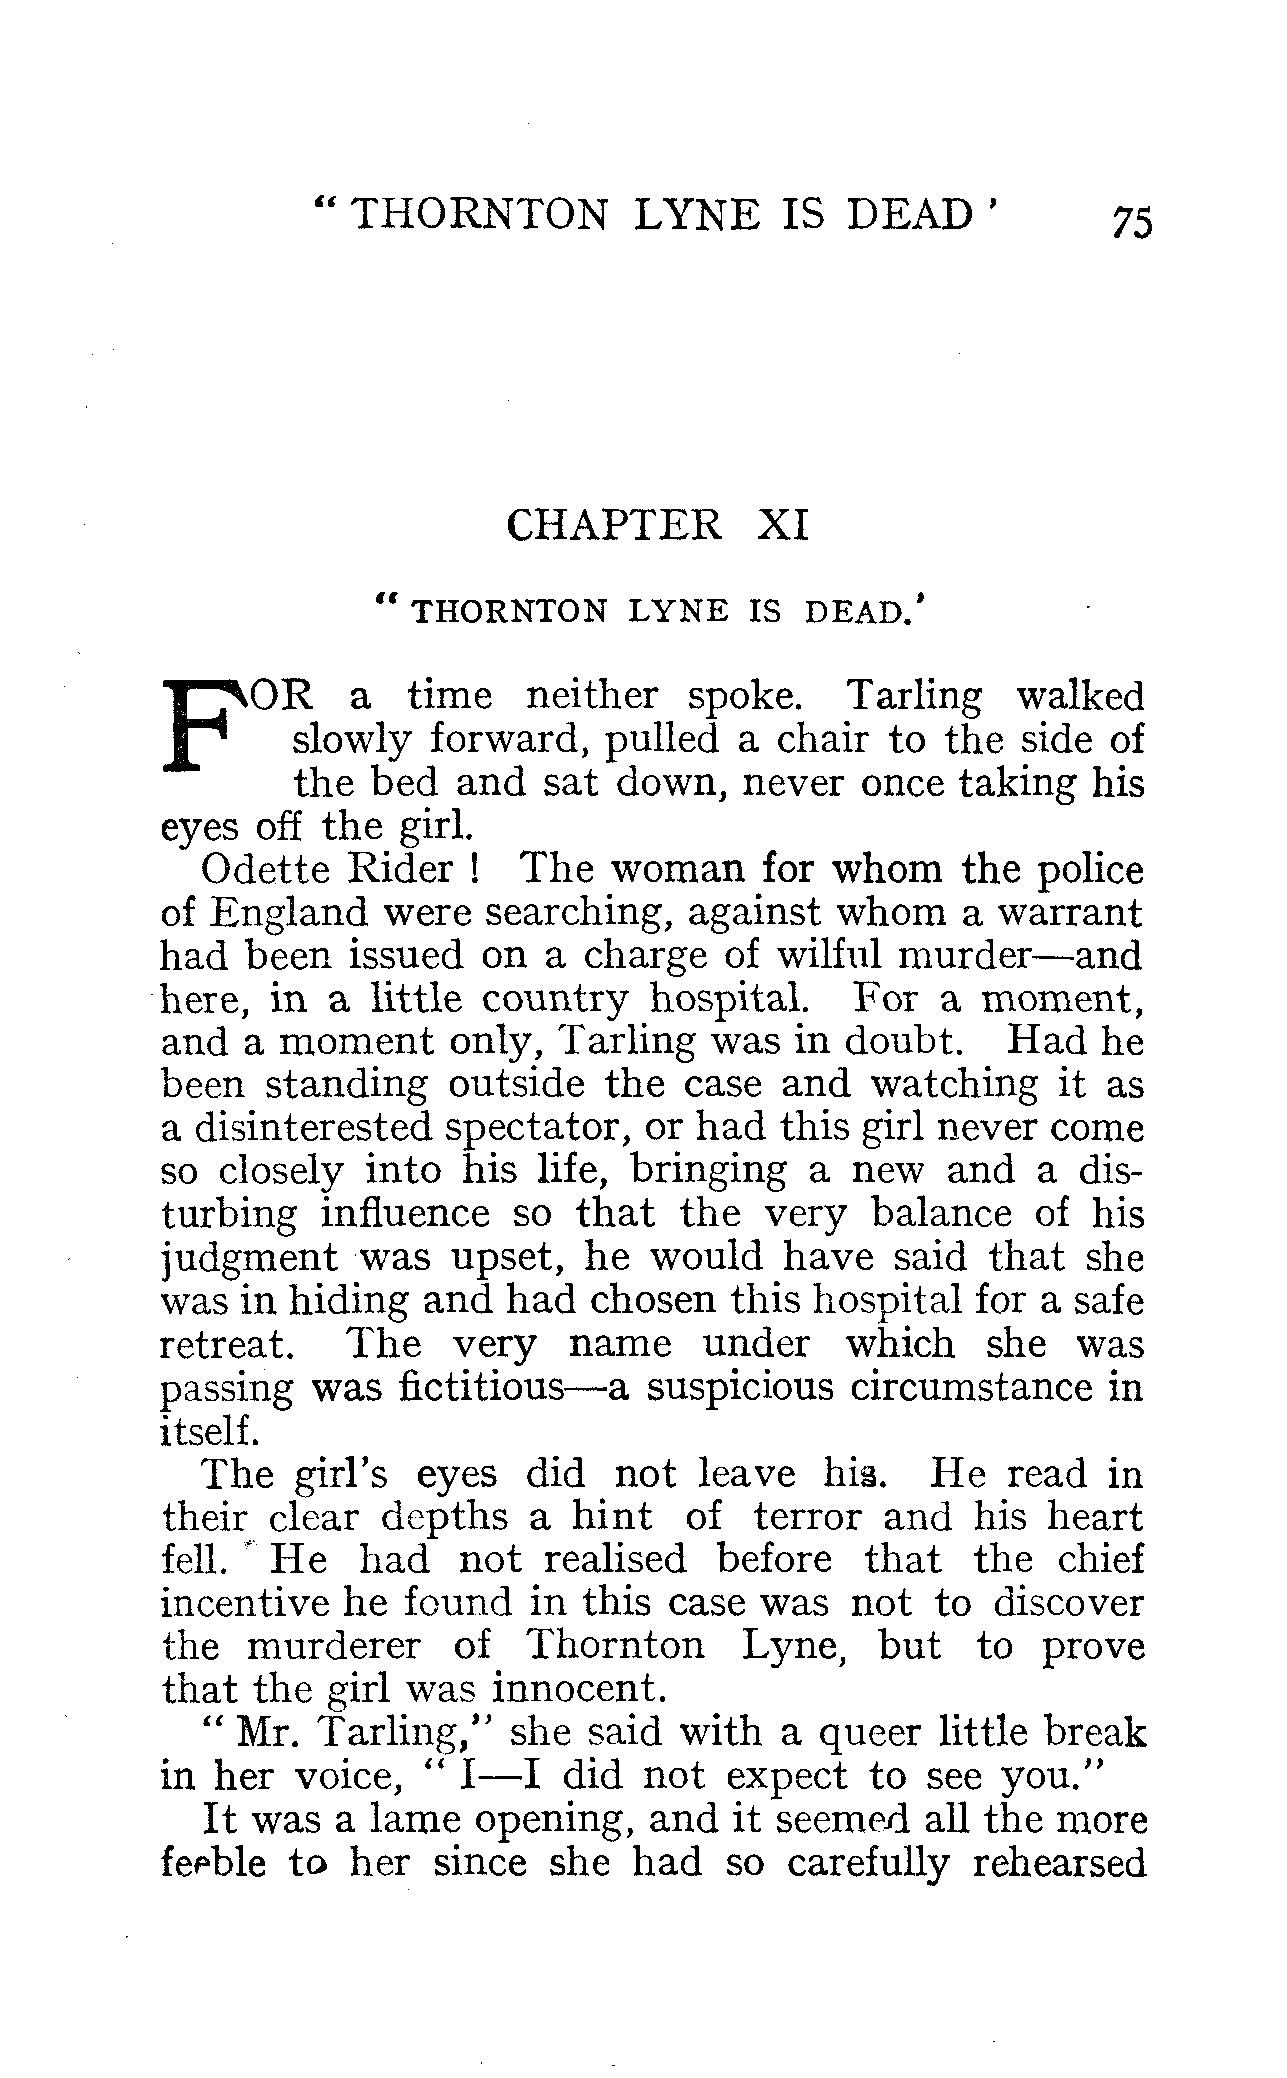 “ THORNTON LYNE IS DEAD ’ 75
CHAPTER XI
“ THORNTON LYNE IS DEAD.’
FOR a time neither spoke. Tarling walked
slowly forward, pulled a chair to the side of
the bed and sat down, never once taking his
eyes off the girl.
Odette Rider ! The woman for whom the police
of England were searching, against whom a warrant
had been issued on a charge of wilful murder—and
here, in a little country hospital. For a moment,
and a moment only, Tarling was in doubt. Had he
been standing outside the case and watching it as
a disinterested spectator, or had this girl never come
so closely into his life, bringing a new and a dis-
turbing influence so that the very balance of his
judgment was upset, he would have said that she
was in hiding and had chosen this hospital for a safe
retreat. The very name under which she was
passing was fictitious—a suspicious circumstance in
itself.
The girl’s eyes did not leave his. He read in
their clear depths a hint of terror and his heart
fell. He had not realised before that the chief
incentive he found in this case was not to discover
the murderer of Thornton Lyne, but to prove
that the girl was innocent.
“ Mr. Tarling,” she said with a queer little break
in her voice, “ I—I did not expect to see you.”
It was a lame opening, and it seemed all the more
feeble to her since she had so carefully rehearsed